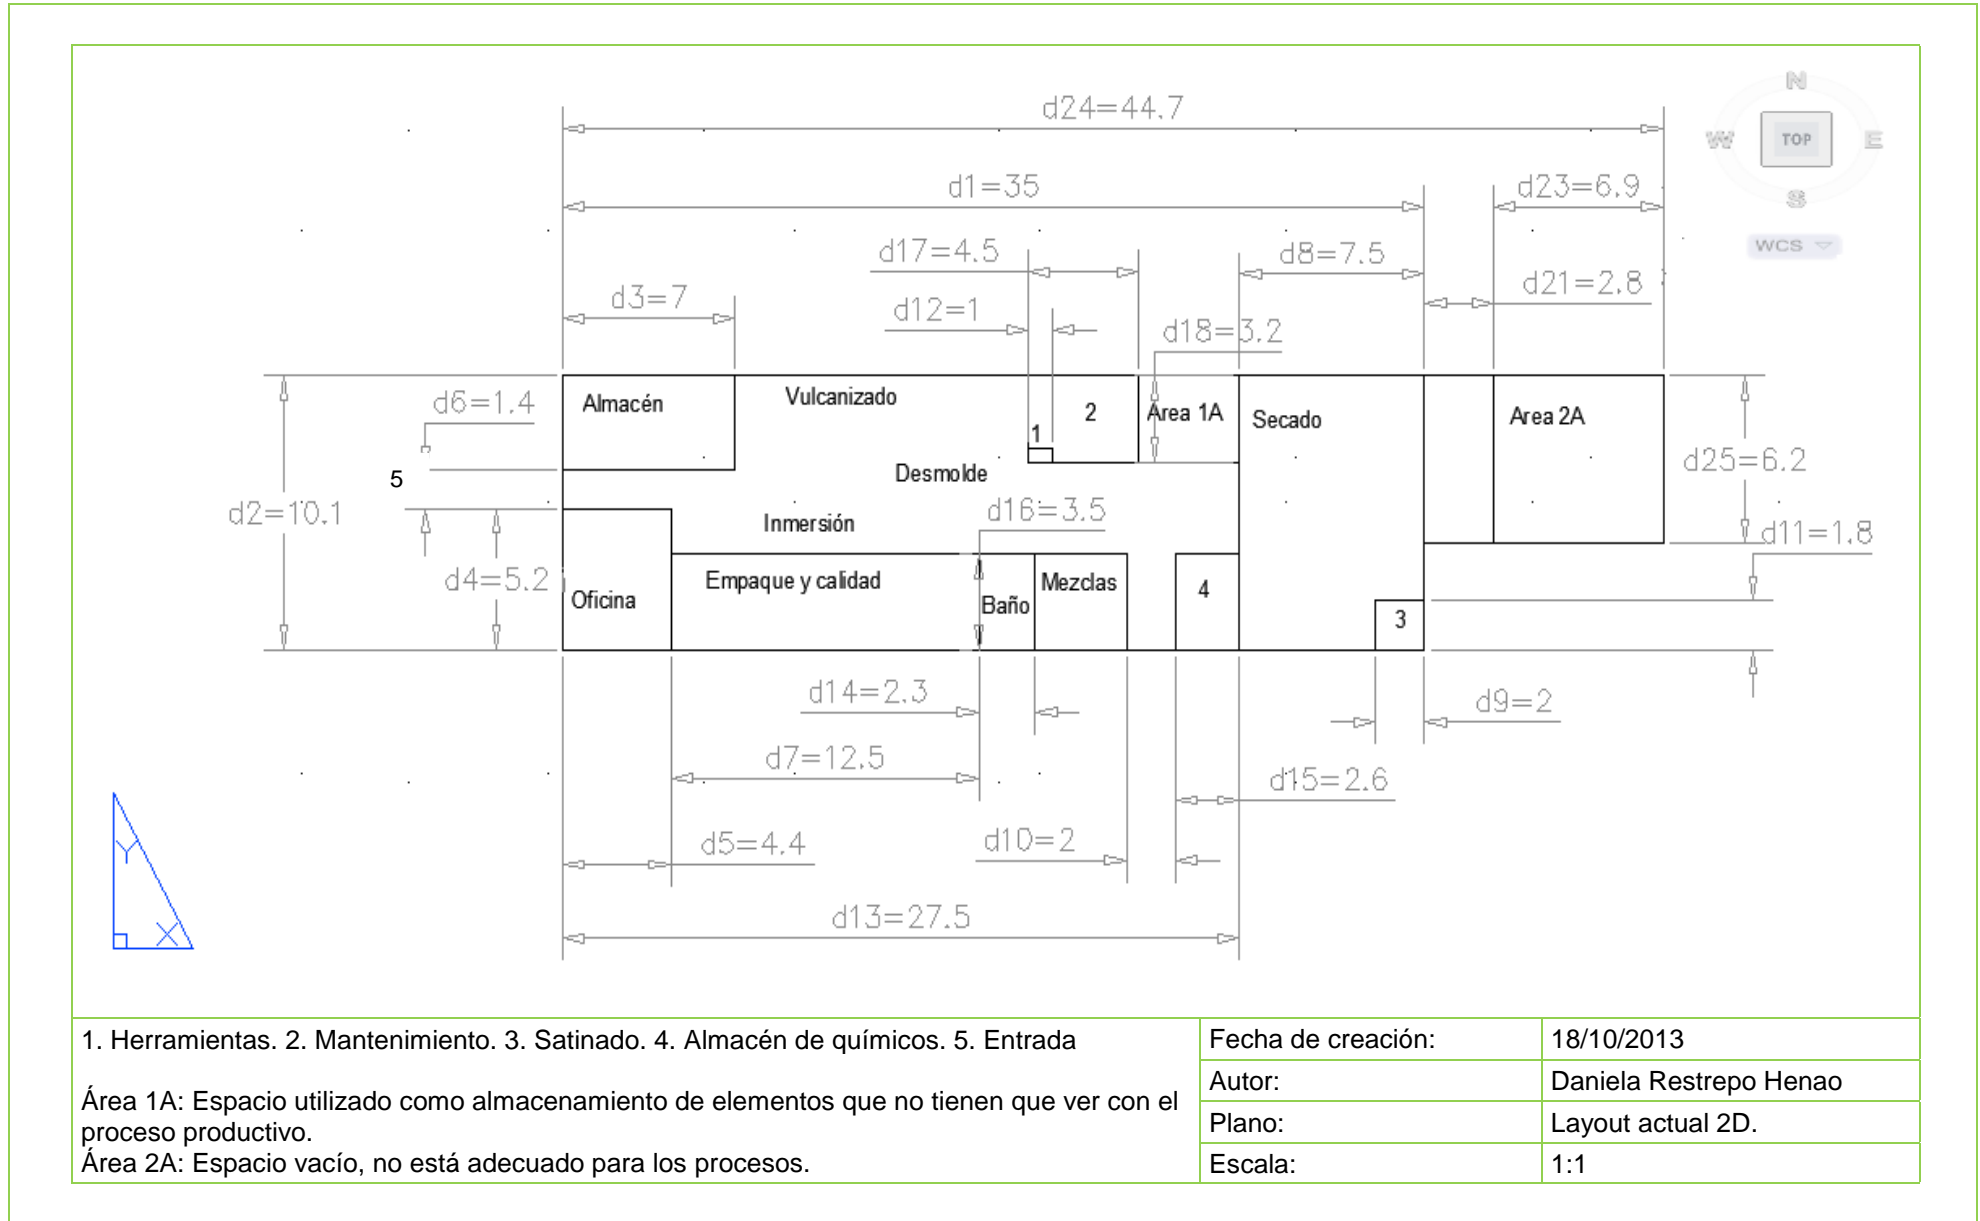 N
d24=44.7
W
TOP
E
d1=35
d23=6.9
S
d17=4.5
d8=7.5
WCS
d3=7
d21=2.8
d12=1
d18=3.2
d6=1.4
Almacén
Vulcanizado
2
Area 1A
Secado
Area 2A
1
5
Desmolde
d25=6.2
d2=10.1
Inmersión
d16=3.5
d11=1.8
d4=5.2
Oficina
Empaque y calidad
Baño
Mezclas
4
3
d14=2.3
d9=2
d7=12.5
d15=2.6
Y
d5=4.4
d10=2
X
d13=27.5
1. Herramientas. 2. Mantenimiento. 3. Satinado. 4. Almacén de químicos. 5. Entrada
Área 1A: Espacio utilizado como almacenamiento de elementos que no tienen que ver con el
proceso productivo.
Área 2A: Espacio vacío, no está adecuado para los procesos.
Fecha de creación: 18/10/2013
Autor: Daniela Restrepo Henao
Plano: Layout actual 2D.
Escala: 1:1